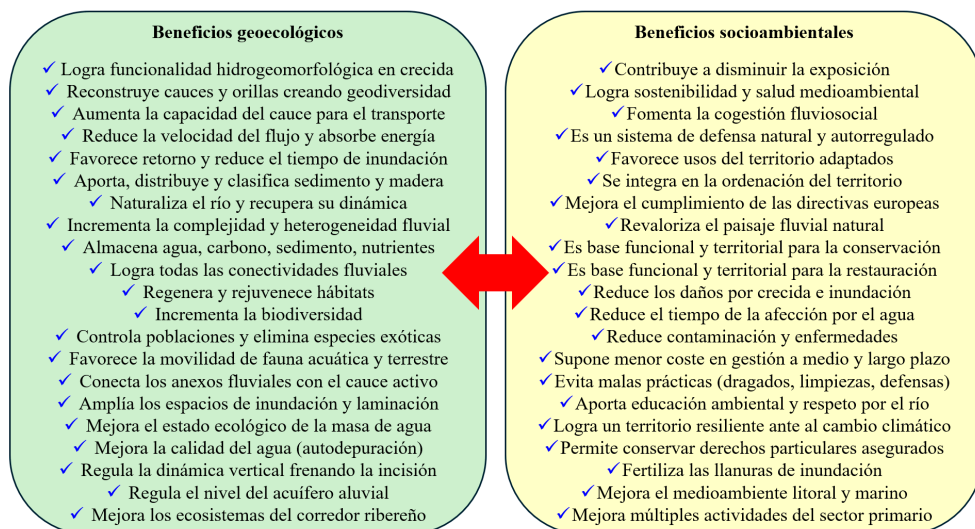 Beneficios geoecológicos
✓ Logra funcionalidad hidrogeomorfológica en crecida
✓ Reconstruye cauces y orillas creando geodiversidad
✓ Aumenta la capacidad del cauce para el transporte
✓ Reduce la velocidad del flujo y absorbe energía
✓ Favorece retorno y reduce el tiempo de inundación
✓ Aporta, distribuye y clasifica sedimento y madera
✓ Naturaliza el río y recupera su dinámica
✓ Incrementa la complejidad y heterogeneidad fluvial
✓ Almacena agua, carbono, sedimento, nutrientes
✓ Logra todas las conectividades fluviales
✓ Regenera y rejuvenece hábitats
✓ Incrementa la biodiversidad
✓ Controla poblaciones y elimina especies exóticas
✓ Favorece la movilidad de fauna acuática y terrestre
✓ Conecta los anexos fluviales con el cauce activo
✓ Amplía los espacios de inundación y laminación
✓ Mejora el estado ecológico de la masa de agua
✓ Mejora la calidad del agua (autodepuración)
✓ Regula la dinámica vertical frenando la incisión
✓ Regula el nivel del acuífero aluvial
✓ Mejora los ecosistemas del corredor ribereño
Beneficios socioambientales
✓Contribuye a disminuir la exposición
✓Logra sostenibilidad y salud medioambiental
✓Fomenta la cogestión fluviosocial
✓Es un sistema de defensa natural y autorregulado
✓Favorece usos del territorio adaptados
✓Se integra en la ordenación del territorio
✓Mejora el cumplimiento de las directivas europeas
✓Revaloriza el paisaje fluvial natural
✓Es base funcional y territorial para la conservación
✓Es base funcional y territorial para la restauración
✓Reduce los daños por crecida e inundación
✓Reduce el tiempo de la afección por el agua
✓Reduce contaminación y enfermedades
✓Supone menor coste en gestión a medio y largo plazo
✓Evita malas prácticas (dragados, limpiezas, defensas)
✓Aporta educación ambiental y respeto por el río
✓Logra un territorio resiliente ante al cambio climático
✓Permite conservar derechos particulares asegurados
✓Fertiliza las llanuras de inundación
✓Mejora el medioambiente litoral y marino
✓Mejora múltiples actividades del sector primario